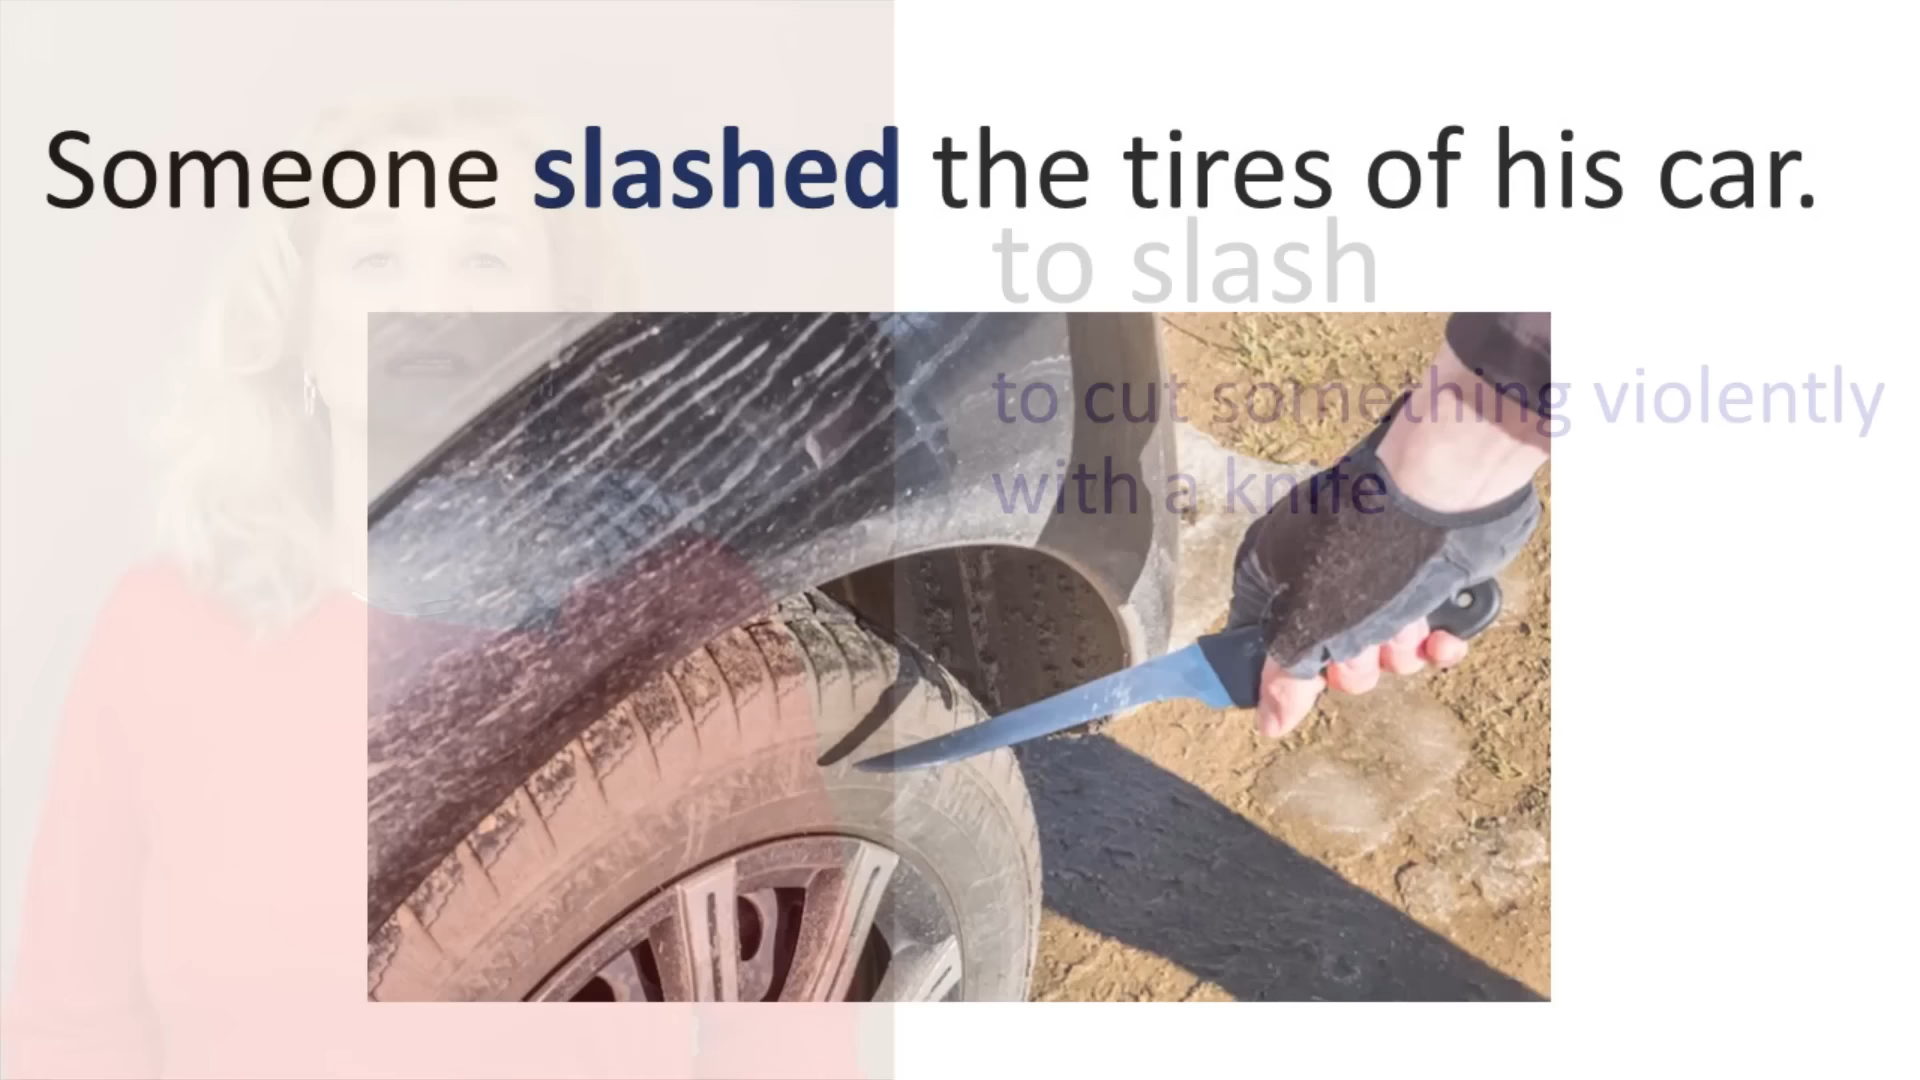 Someone slashed the tires of his car.
to slash
to cut something violently
with a knife